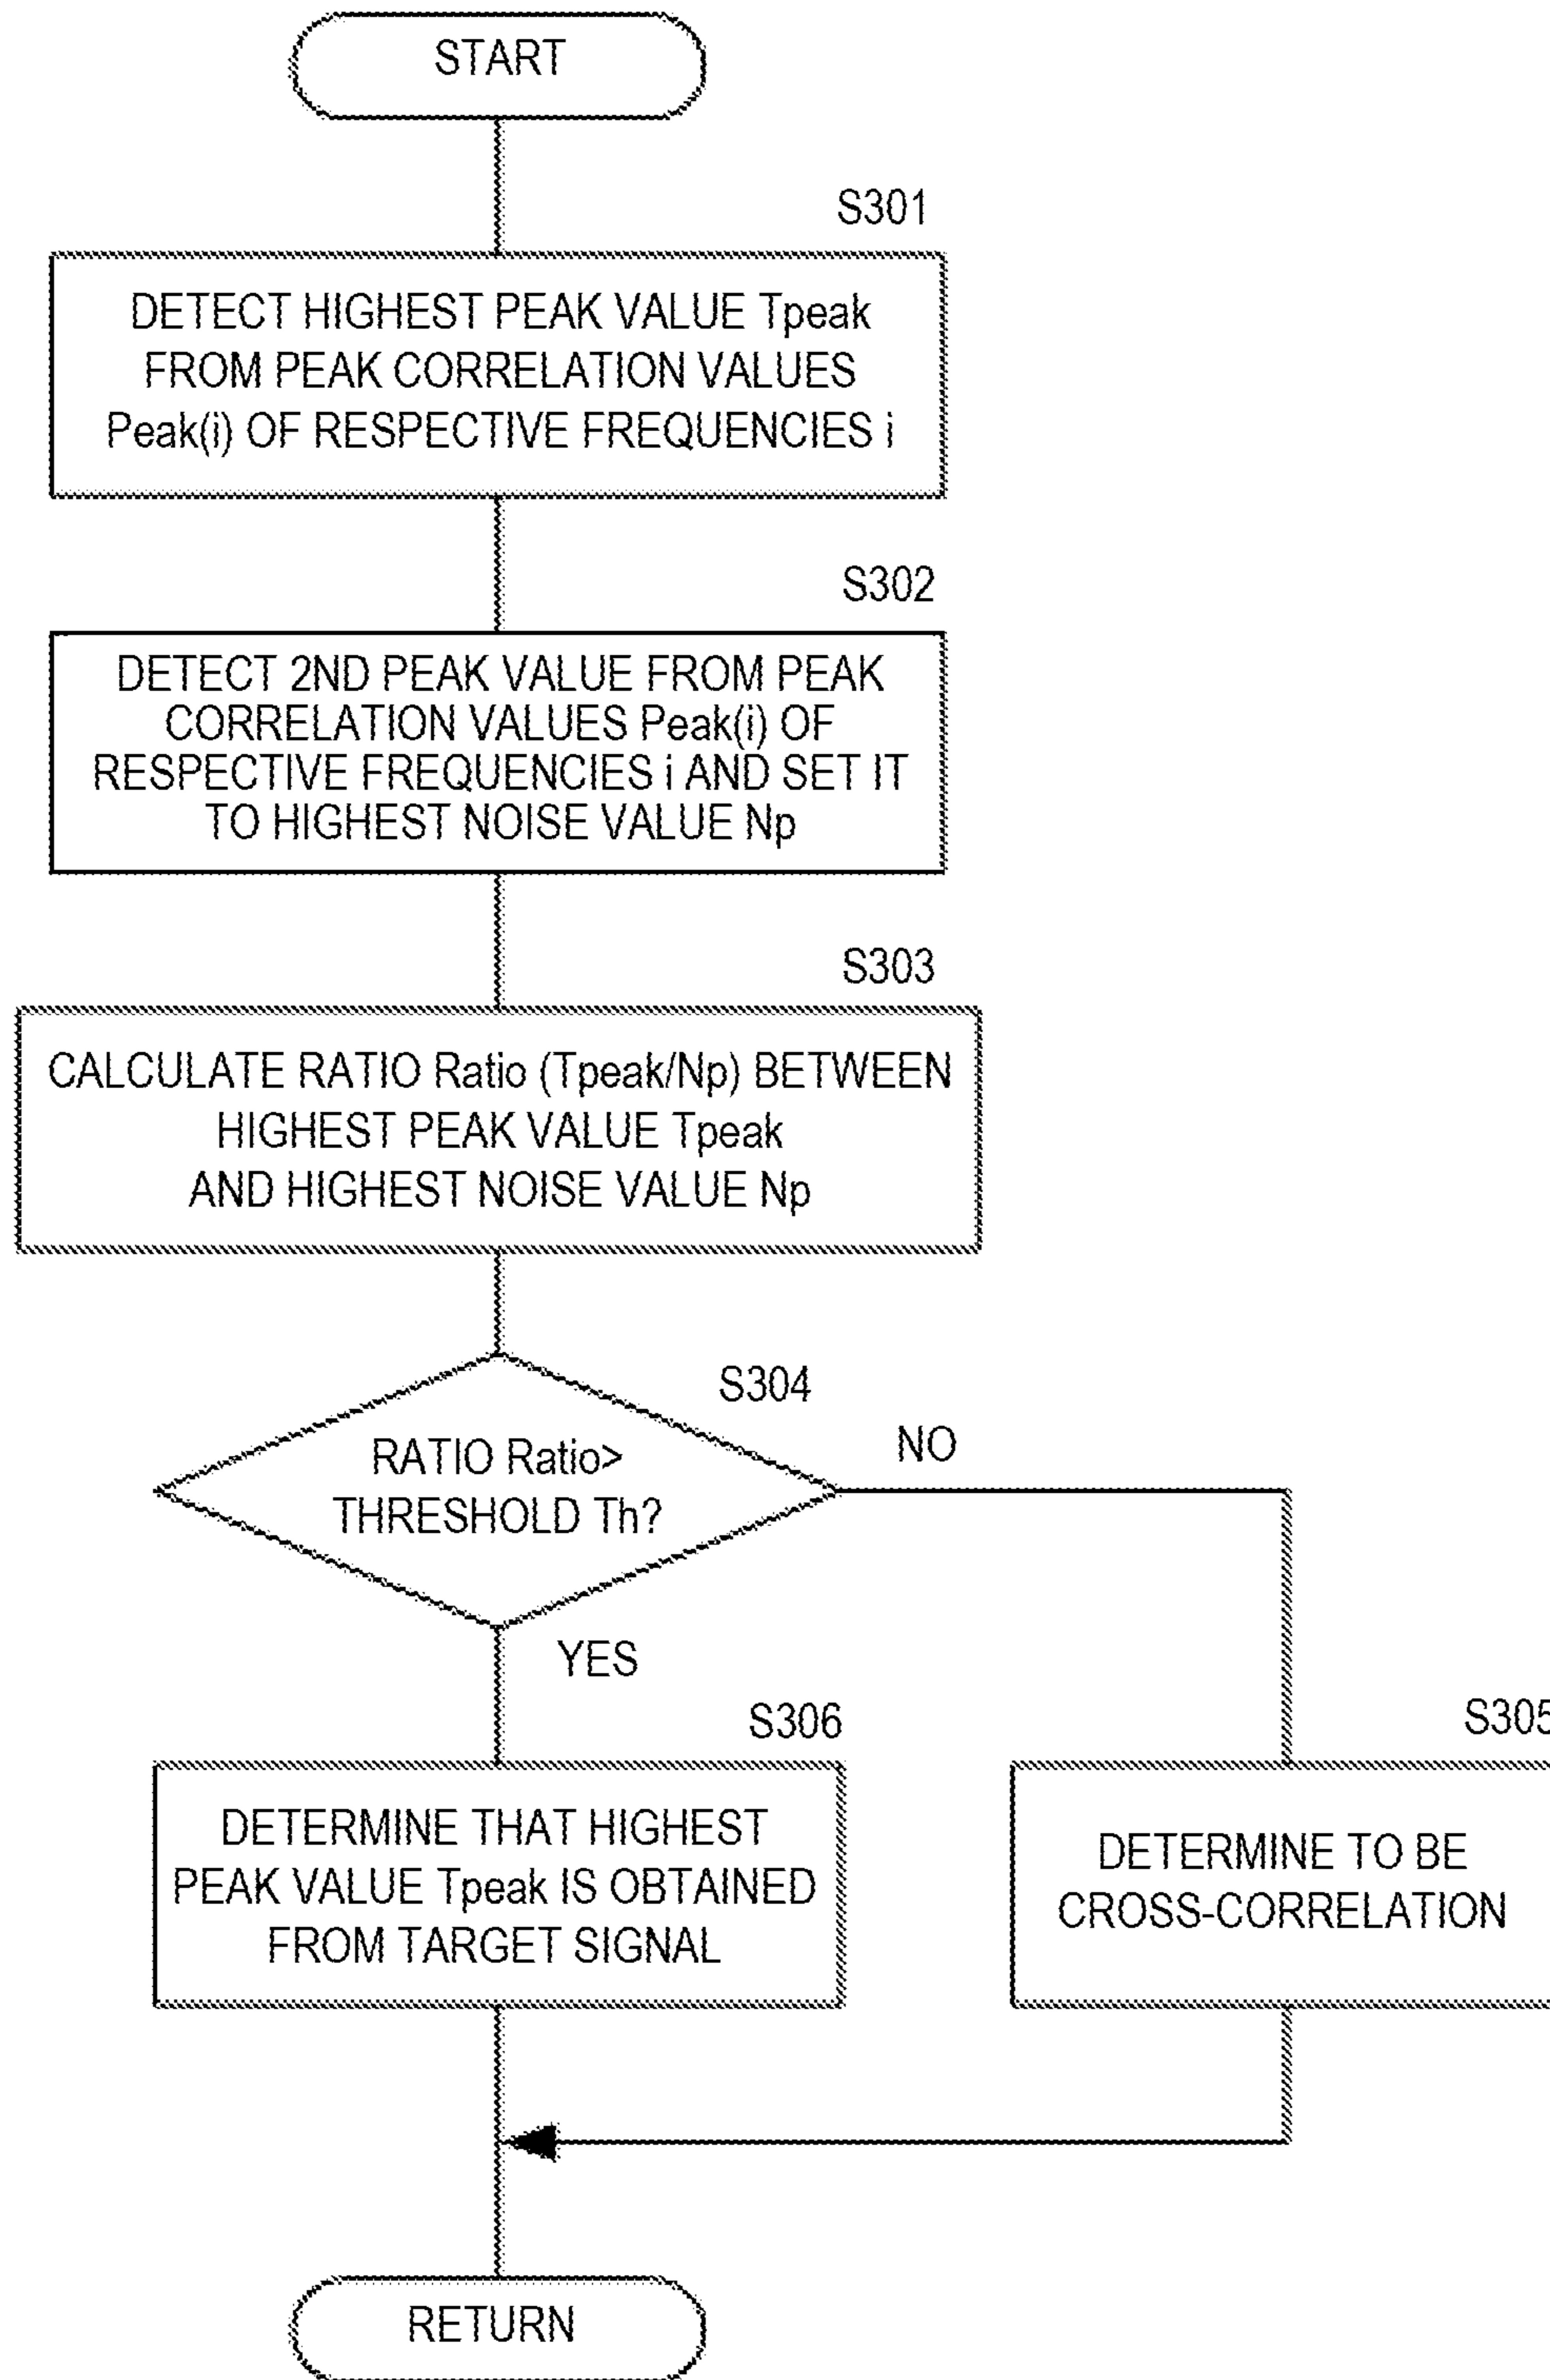 START
S301
DETECT HIGHEST PEAK VALUE Tpeak
FROM PEAK CORRELATION VALUES
Peak(i) OF RESPECTIVE FREQUENCIES i
S302
DETECT 2ND PEAK VALUE FROM PEAK
CORRELATION VALUES Peak(i) OF
RESPECTIVE FREQUENCIES i AND SET IT
TO HIGHEST NOISE VALUE Np
S303
CALCULATE RATIO Ratio (Tpeak/Np) BETWEEN
HIGHEST PEAK VALUE Tpeak
AND HIGHEST NOISE VALUE Np
S304
RATIO Ratio>
THRESHOLD Th?
NO
YES
S306
DETERMINE THAT HIGHEST
PEAK VALUE Tpeak IS OBTAINED
FROM TARGET SIGNAL
S305
DETERMINE TO BE
CROSS-CORRELATION
RETURN